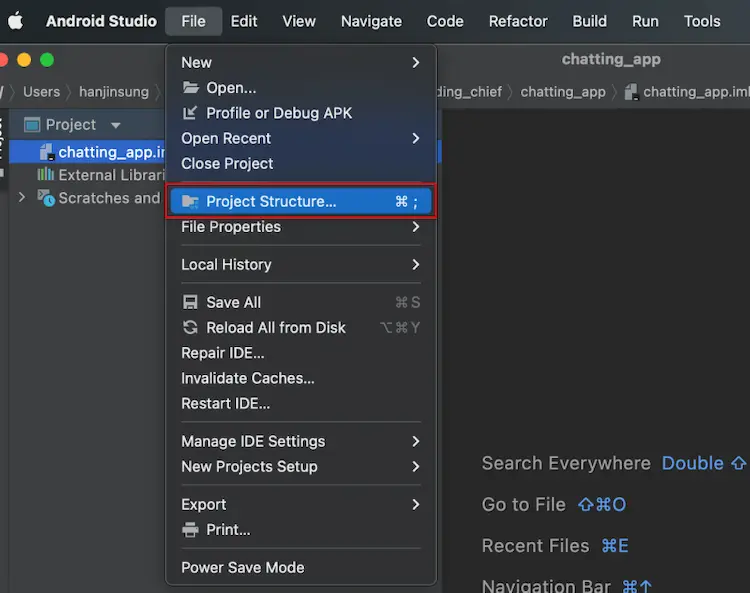 Android Studio File Edit View Navigate Code Refactor Build Run Tools
chatting_app
Users hanjinsung ding_chief chatting_app chatting_app.iml
Project
chatting_app.i
External Librari
Scratches and
New
Open...
Profile or Debug APK
Open Recent
Close Project
Project Structure... ⌘ ;
File Properties
Local History
Save All ⌘ S
Reload All from Disk ⌥ ⌘ Y
Repair IDE...
Invalidate Caches...
Restart IDE...
Manage IDE Settings
New Projects Setup
Export
Print...
Power Save Mode
Search Everywhere Double ⇧
Go to File ⇧⌘O
Recent Files ⌘E
Navigation Bar ⌘↑